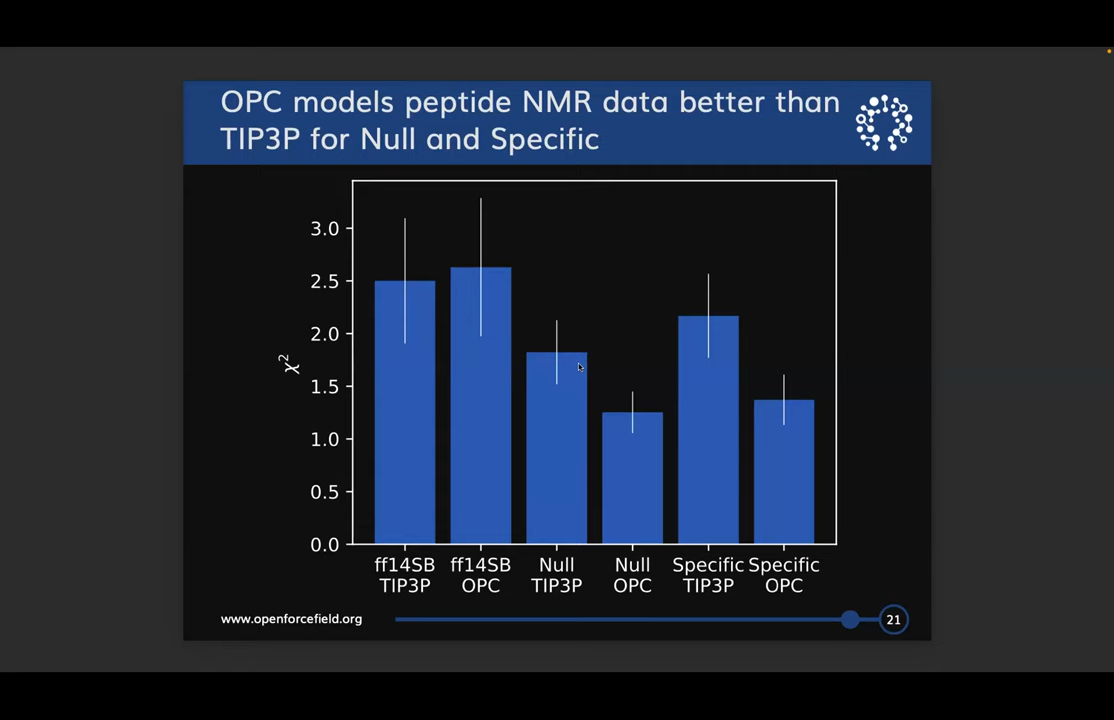 OPC models peptide NMR data better than
TIP3P for Null and Specific
3.0
2.5
2.0
1.5
1.0
0.5
0.0
χ²
ff14SB TIP3P
ff14SB OPC
Null TIP3P
Null OPC
Specific TIP3P
Specific OPC
www.openforcefield.org
21